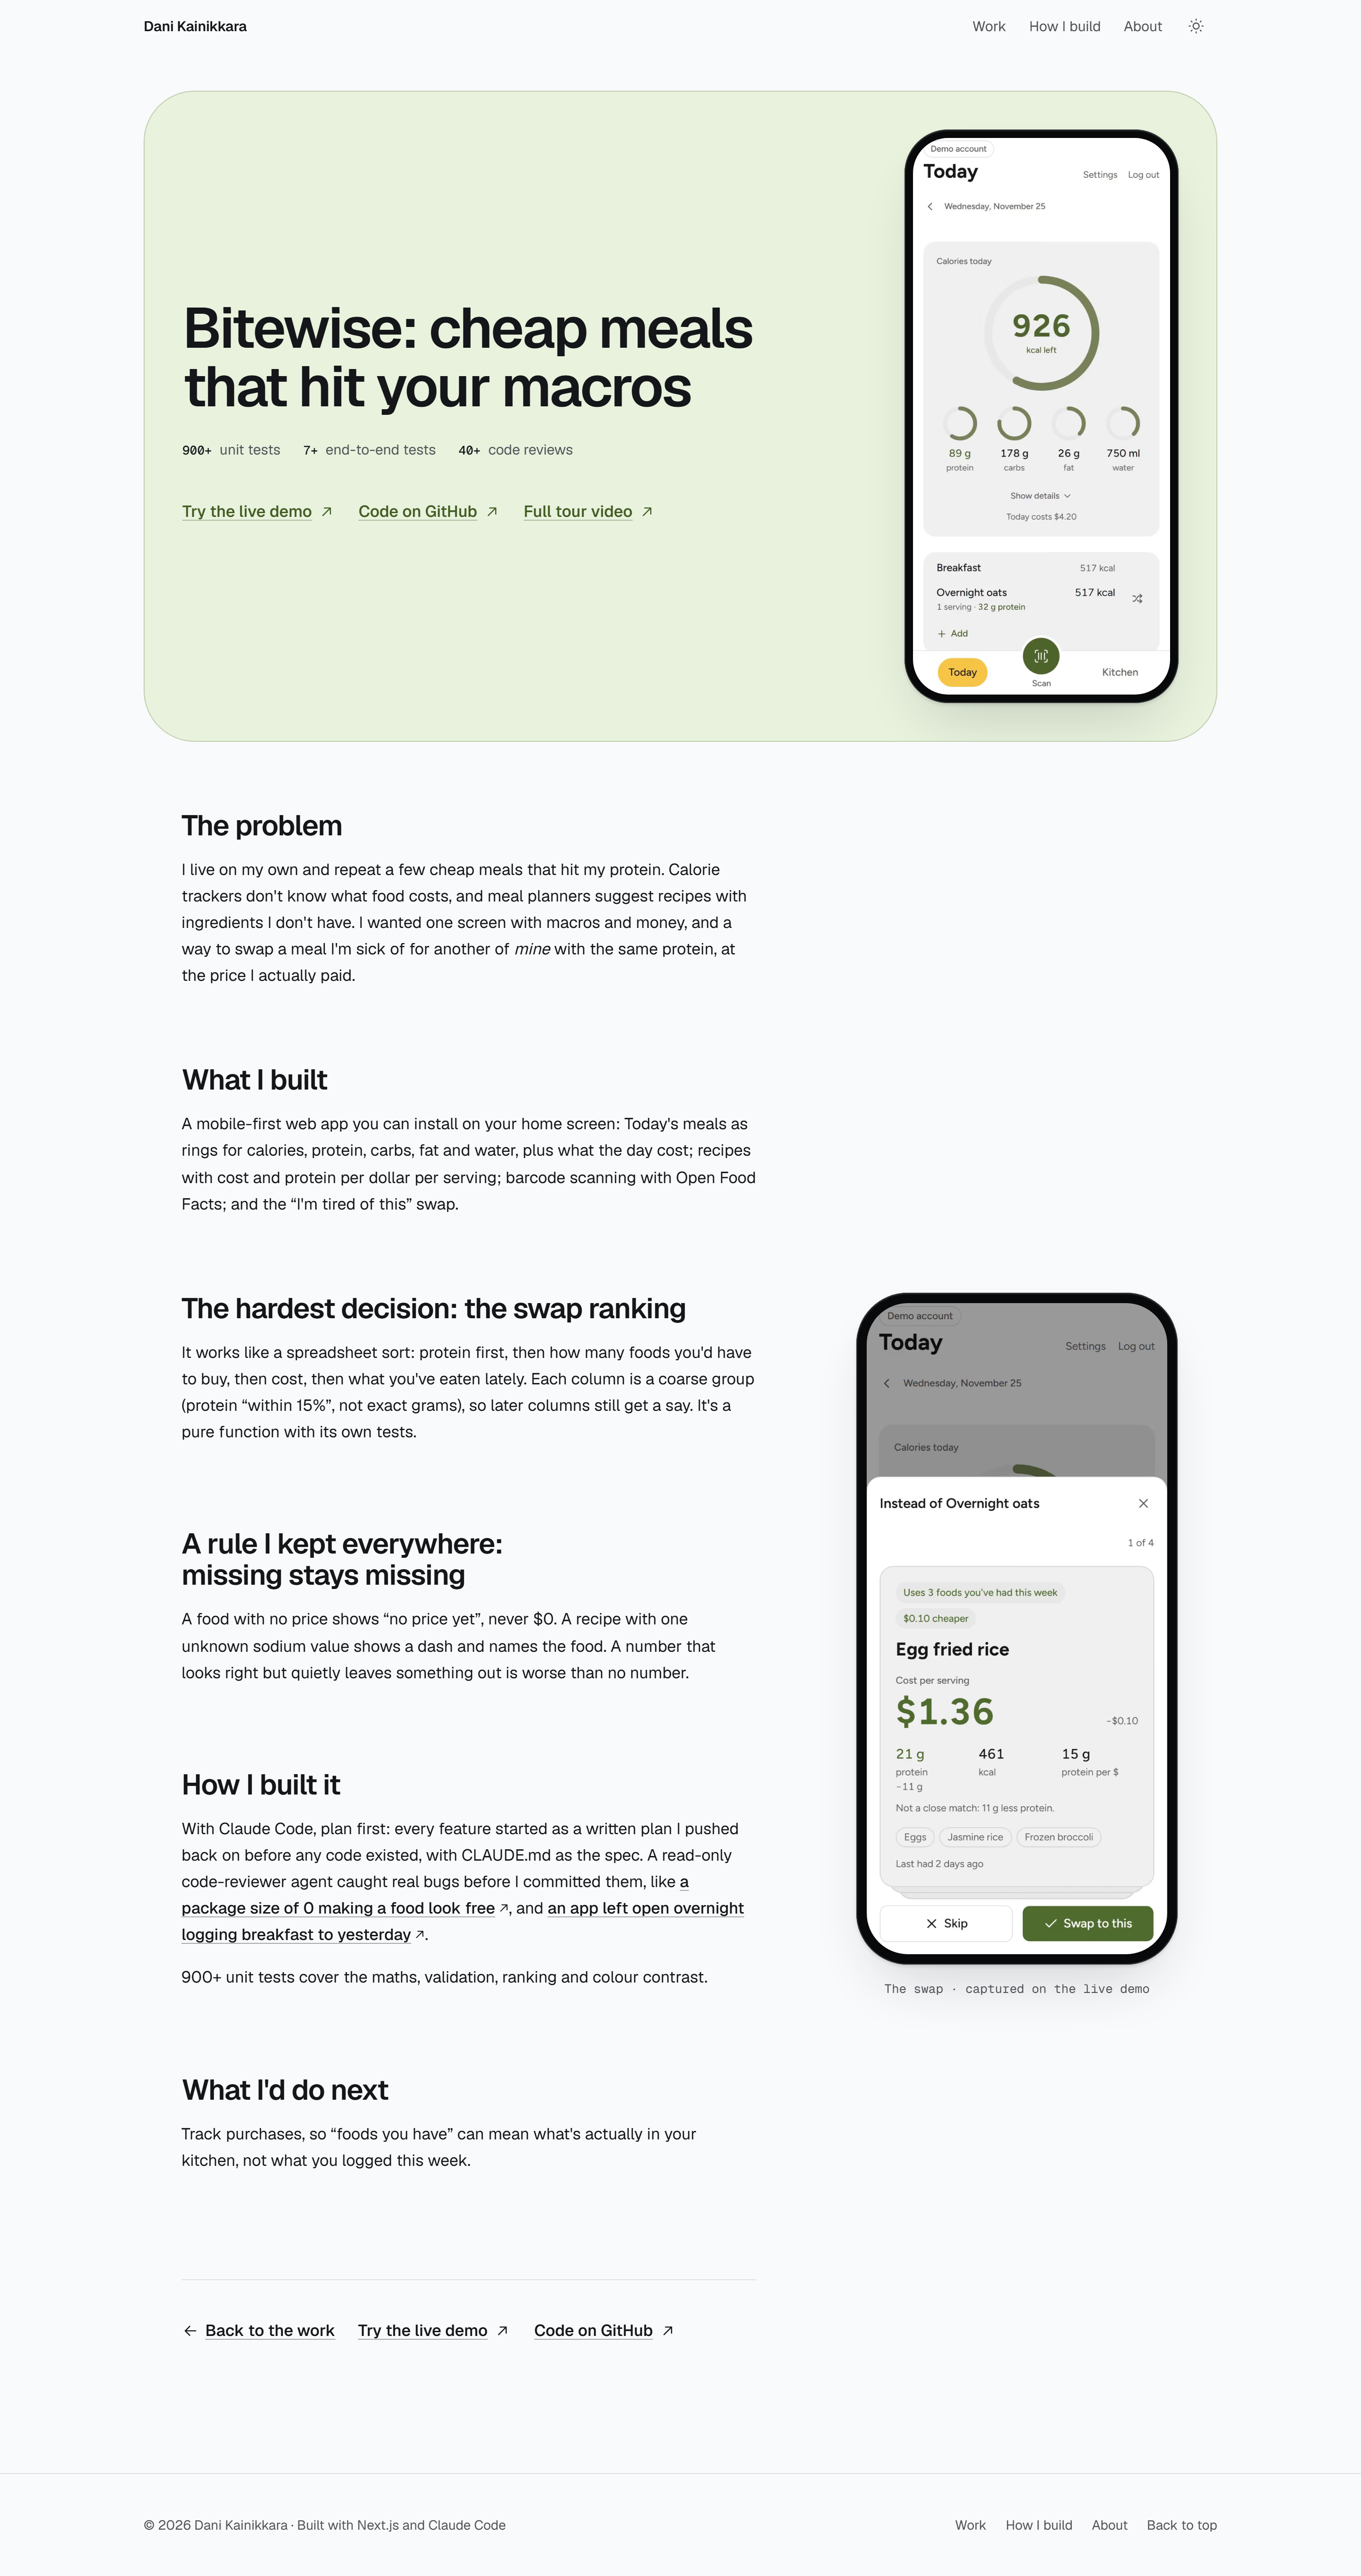 Dani Kainikkara
Work How I build About
Bitewise: cheap meals
that hit your macros
900+ unit tests 7+ end-to-end tests 40+ code reviews
Try the live demo ↗ Code on GitHub ↗ Full tour video ↗
Demo account
Today
Settings Log out
Wednesday, November 25
Calories today
926
kcal left
89 g 178 g 26 g 750 ml
protein carbs fat water
Show details
Today costs $4.20
Breakfast 517 kcal
Overnight oats 517 kcal
1 serving · 32 g protein
+ Add
Today Scan Kitchen
The problem
I live on my own and repeat a few cheap meals that hit my protein. Calorie
trackers don't know what food costs, and meal planners suggest recipes with
ingredients I don't have. I wanted one screen with macros and money, and a
way to swap a meal I'm sick of for another of mine with the same protein, at
the price I actually paid.
What I built
A mobile-first web app you can install on your home screen: Today's meals as
rings for calories, protein, carbs, fat and water, plus what the day cost; recipes
with cost and protein per dollar per serving; barcode scanning with Open Food
Facts; and the “I'm tired of this” swap.
The hardest decision: the swap ranking
It works like a spreadsheet sort: protein first, then how many foods you'd have
to buy, then cost, then what you've eaten lately. Each column is a coarse group
(protein “within 15%”, not exact grams), so later columns still get a say. It's a
pure function with its own tests.
A rule I kept everywhere:
missing stays missing
A food with no price shows “no price yet”, never $0. A recipe with one
unknown sodium value shows a dash and names the food. A number that
looks right but quietly leaves something out is worse than no number.
How I built it
With Claude Code, plan first: every feature started as a written plan I pushed
back on before any code existed, with CLAUDE.md as the spec. A read-only
code-reviewer agent caught real bugs before I committed them, like a
package size of 0 making a food look free ↗, and an app left open overnight
logging breakfast to yesterday ↗.
900+ unit tests cover the maths, validation, ranking and colour contrast.
Demo account
Today
Settings Log out
Wednesday, November 25
Calories today
Instead of Overnight oats
1 of 4
Uses 3 foods you've had this week
$0.10 cheaper
Egg fried rice
Cost per serving
$1.36 −$0.10
21 g 461 15 g
protein kcal protein per $
−11 g
Not a close match: 11 g less protein.
Eggs Jasmine rice Frozen broccoli
Last had 2 days ago
Skip Swap to this
The swap · captured on the live demo
What I'd do next
Track purchases, so “foods you have” can mean what's actually in your
kitchen, not what you logged this week.
← Back to the work Try the live demo ↗ Code on GitHub ↗
© 2026 Dani Kainikkara · Built with Next.js and Claude Code
Work How I build About Back to top